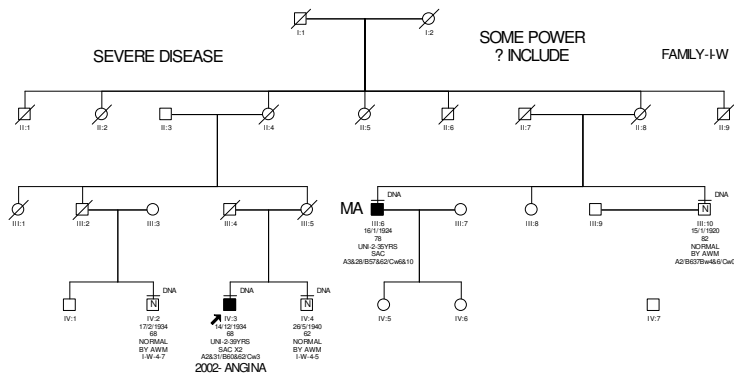 I:1
I:2
SEVERE DISEASE
SOME POWER
? INCLUDE
FAMILY-I-W
II:1
II:2
II:3
II:4
II:5
II:6
II:7
II:8
II:9
DNA
DNA
MA
N
III:1
III:2
III:3
III:4
III:5
III:6
16/1/1924
78
UNI-2-35YRS
SAC
A3&28/B57&62/Cw6&10
III:7
III:8
III:9
III:10
15/1/1920
82
NORMAL
BY AWM
DNA
DNA
DNA
N
N
IV:1
IV:2
17/2/1934
68
NORMAL
BY AWM
I-W-4-7
IV:3
14/12/1934
68
UNI-2-39YRS
SAC X2
A2&31/B60&62/Cw3
2002- ANGINA
IV:4
26/5/1940
62
NORMAL
BY AWM
I-W-4-5
IV:5
IV:6
IV:7